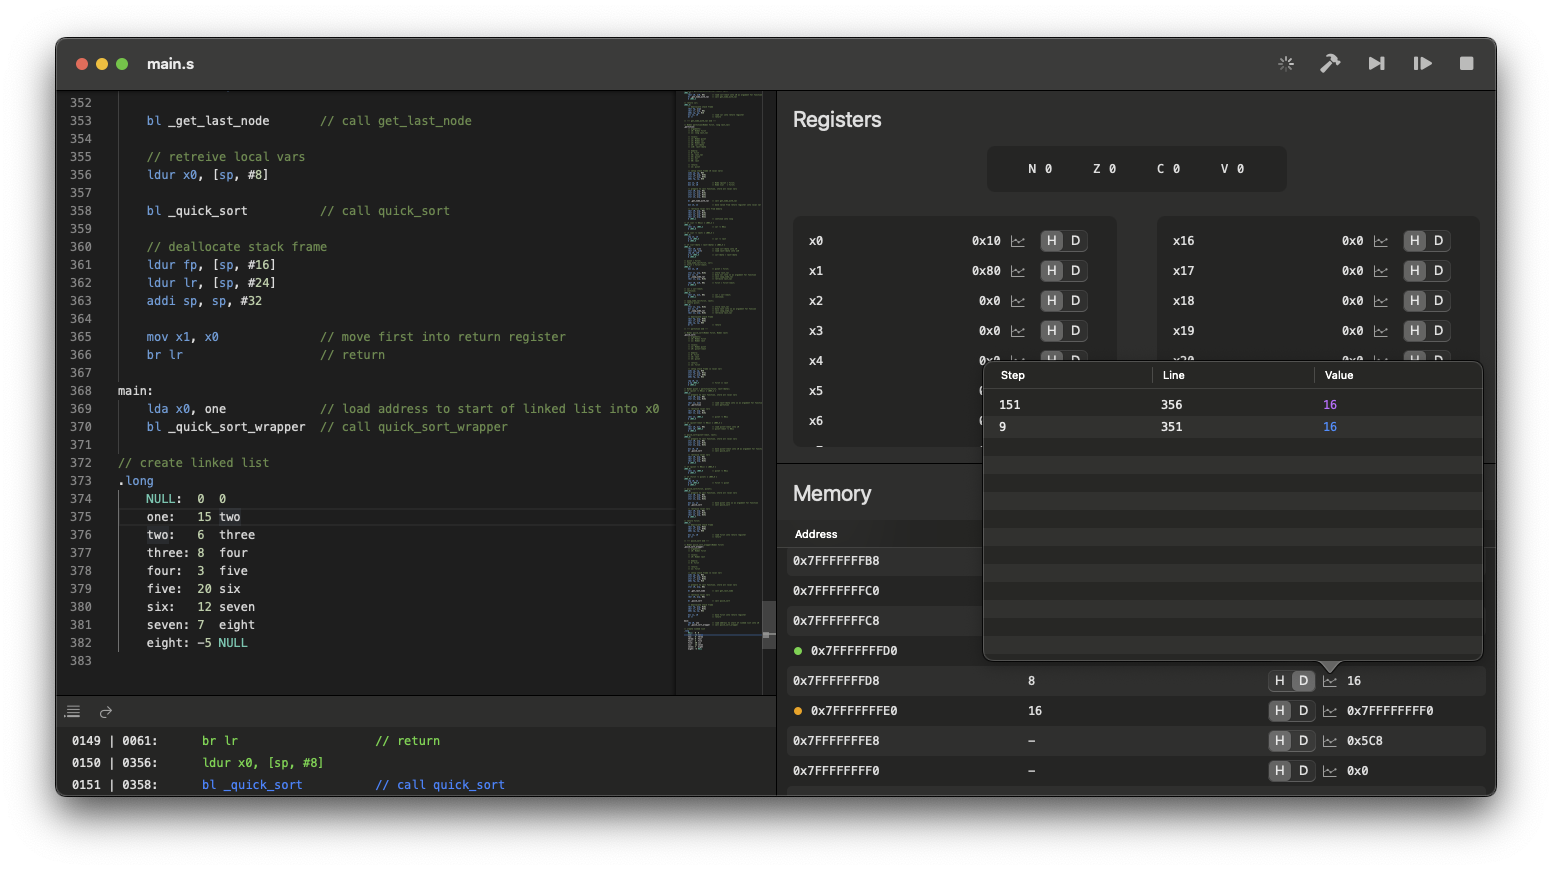 main.s
352
353 bl _get_last_node // call get_last_node
354
355 // retreive local vars
356 ldur x0, [sp, #8]
357
358 bl _quick_sort // call quick_sort
359
360 // deallocate stack frame
361 ldur fp, [sp, #16]
362 ldur lr, [sp, #24]
363 addi sp, sp, #32
364
365 mov x1, x0 // move first into return register
366 br lr // return
367
368 main:
369 lda x0, one // load address to start of linked list into x0
370 bl _quick_sort_wrapper // call quick_sort_wrapper
371
372 // create linked list
373 .long
374 NULL: 0 0
375 one: 15 two
376 two: 6 three
377 three: 8 four
378 four: 3 five
379 five: 20 six
380 six: 12 seven
381 seven: 7 eight
382 eight: -5 NULL
383
0149 | 0061: br lr // return
0150 | 0356: ldur x0, [sp, #8]
0151 | 0358: bl _quick_sort // call quick_sort
Registers
N 0 Z 0 C 0 V 0
x0 0x10 H D
x1 0x80 H D
x2 0x0 H D
x3 0x0 H D
x4 0x0 H D
x5
x6
x16 0x0 H D
x17 0x0 H D
x18 0x0 H D
x19 0x0 H D
x20 0x0 H D
Step Line Value
151 356 16
9 351 16
Memory
Address
0x7FFFFFFFB8
0x7FFFFFFFC0
0x7FFFFFFFC8
0x7FFFFFFFD0
0x7FFFFFFFD8 8 H D 16
0x7FFFFFFFE0 16 H D 0x7FFFFFFFF0
0x7FFFFFFFE8 – H D 0x5C8
0x7FFFFFFFF0 – H D 0x0